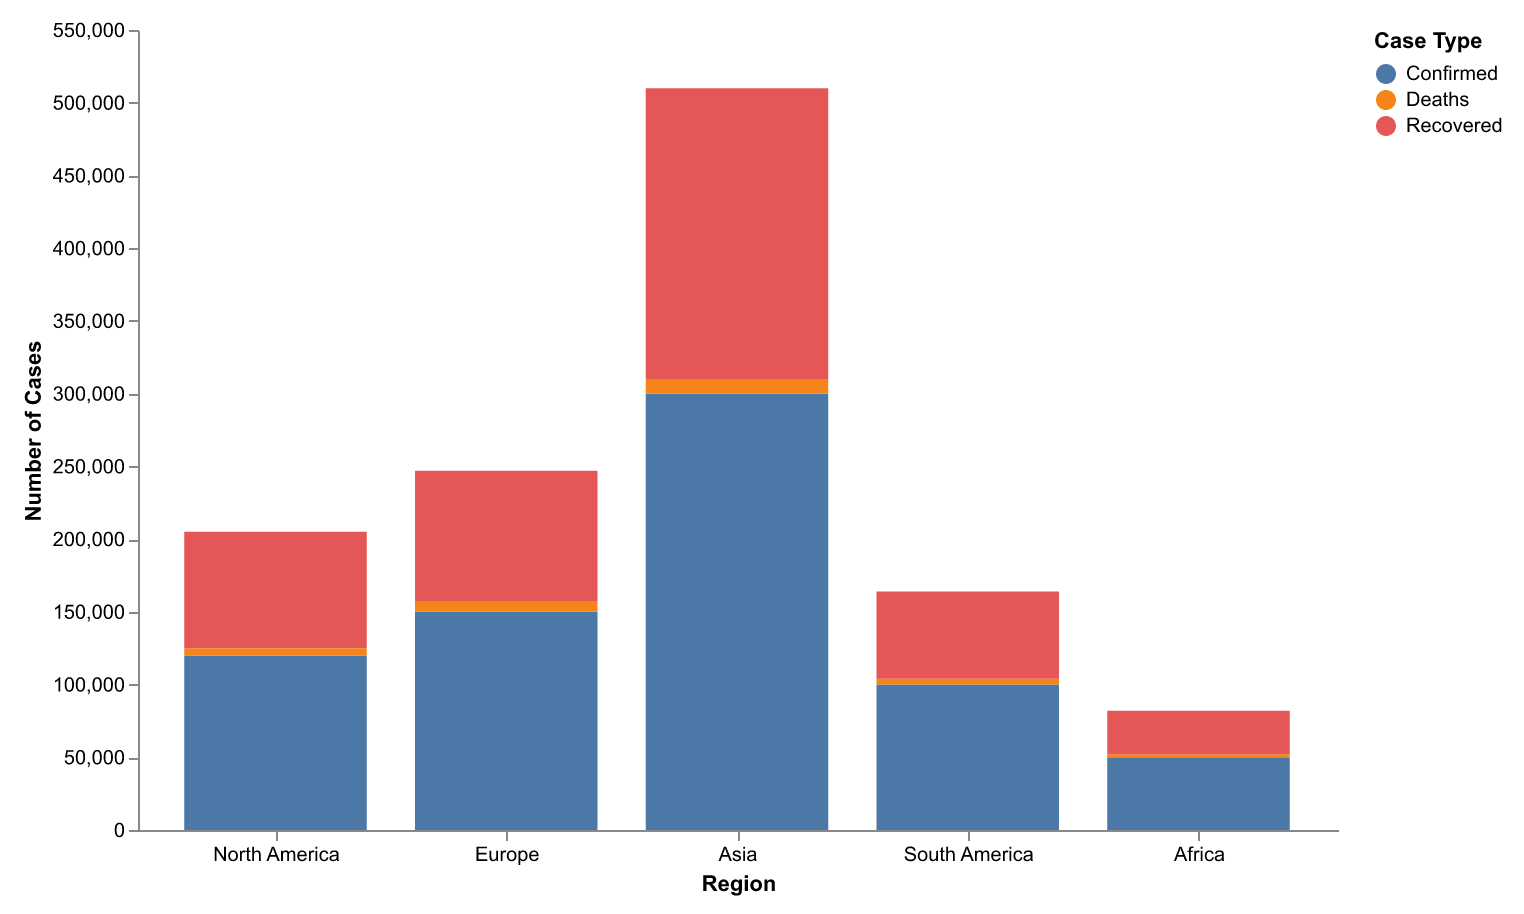 550,000
500,000
450,000
400,000
350,000
300,000
250,000
200,000
150,000
100,000
50,000
0
Number of Cases
North America
Europe
Asia
South America
Africa
Region
Case Type
Confirmed
Deaths
Recovered